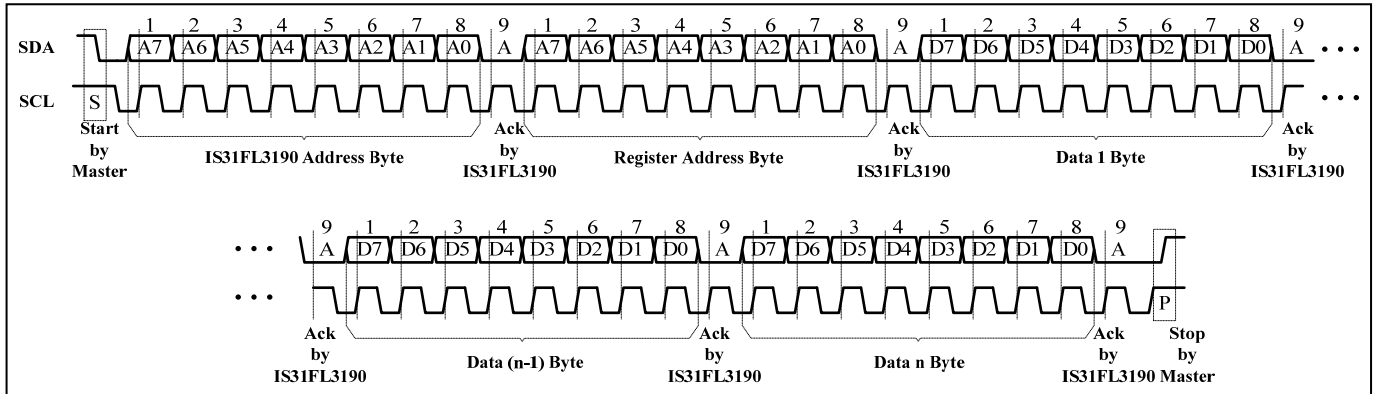 1 2 3 4 5 6 7 8 9 1 2 3 4 5 6 7 8 9 1 2 3 4 5 6 7 8 9
SDA A7 A6 A5 A4 A3 A2 A1 A0 A A7 A6 A5 A4 A3 A2 A1 A0 A D7 D6 D5 D4 D3 D2 D1 D0 A • • •
SCL S • • •
Start by Master
IS31FL3190 Address Byte
Ack by IS31FL3190
Register Address Byte
Ack by IS31FL3190
Data 1 Byte
Ack by IS31FL3190
9 1 2 3 4 5 6 7 8 9 1 2 3 4 5 6 7 8 9
• • • A D7 D6 D5 D4 D3 D2 D1 D0 A D7 D6 D5 D4 D3 D2 D1 D0 A
• • • P
Ack by IS31FL3190
Data (n-1) Byte
Ack by IS31FL3190
Data n Byte
Ack by IS31FL3190
Stop by Master